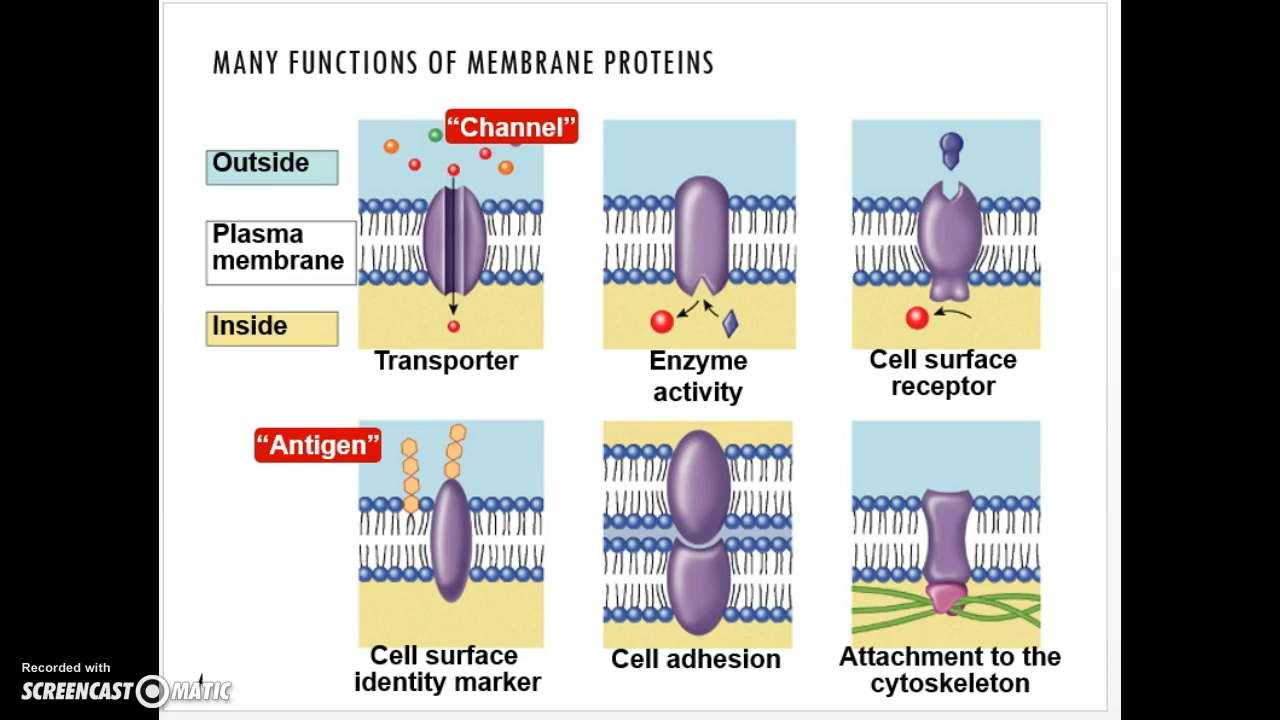 MANY FUNCTIONS OF MEMBRANE PROTEINS
“Channel”
Outside
Plasma
membrane
Inside
Transporter
Enzyme
activity
Cell surface
receptor
“Antigen”
Cell surface
identity marker
Cell adhesion
Attachment to the
cytoskeleton
Recorded with
SCREENCAST MATIC